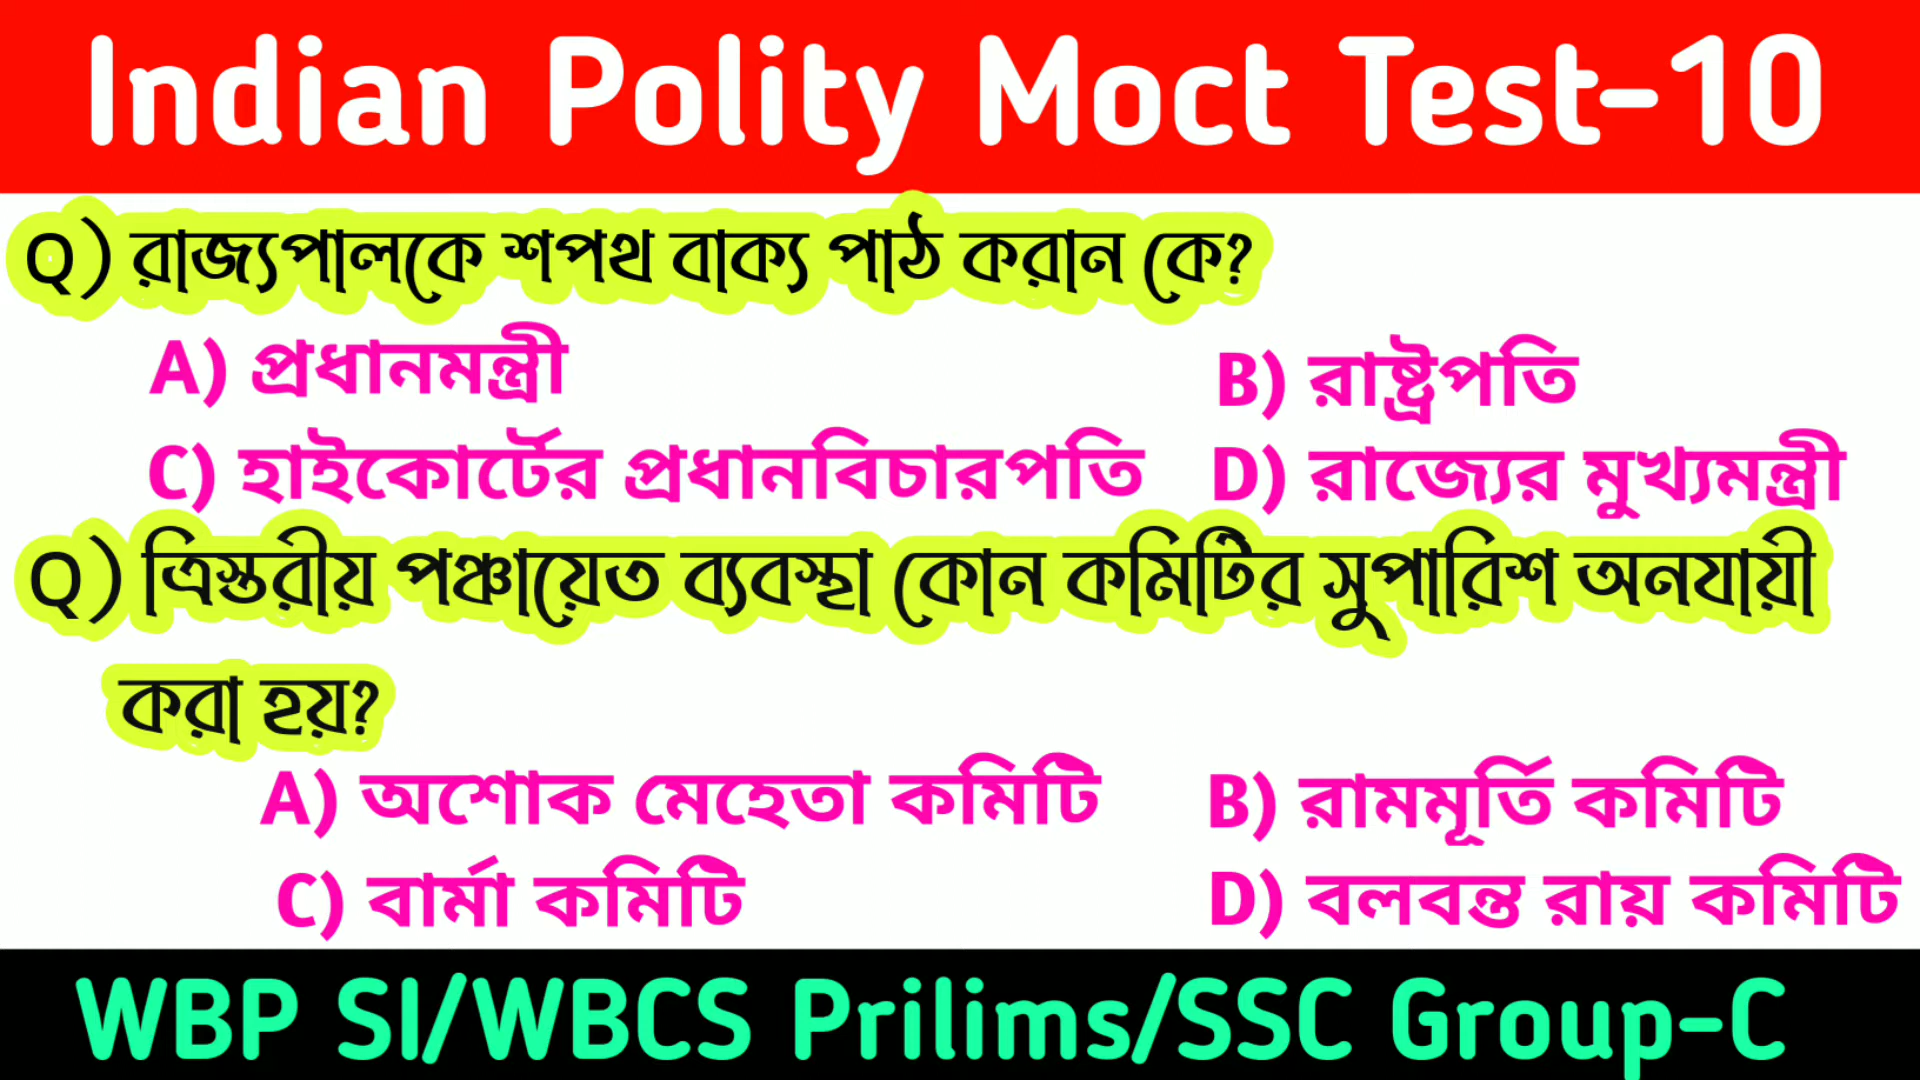 Indian Polity Moct Test-10
Q) রাজ্যপালকে শপথ বাক্য পাঠ করান কে?
A) প্রধানমন্ত্রী B) রাষ্ট্রপতি
C) হাইকোর্টের প্রধানবিচারপতি D) রাজ্যের মুখ্যমন্ত্রী
Q) ত্রিস্তরীয় পঞ্চায়েত ব্যবস্থা কোন কমিটির সুপারিশ অনযায়ী
করা হয়?
A) অশোক মেহেতা কমিটি B) রামমূর্তি কমিটি
C) বার্মা কমিটি D) বলবন্ত রায় কমিটি
WBP SI/WBCS Prilims/SSC Group-C